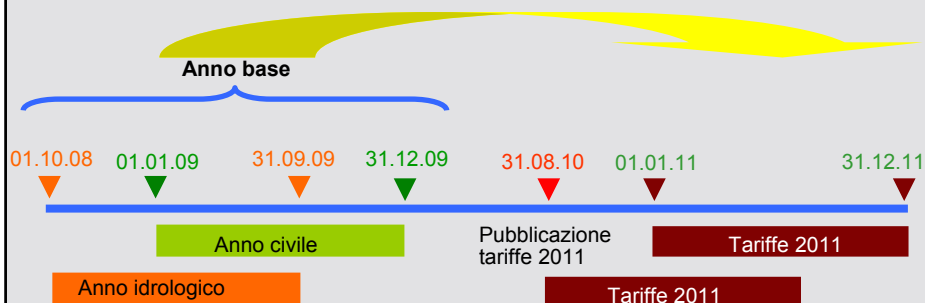 Anno base
01.10.08 01.01.09 31.09.09 31.12.09 31.08.10 01.01.11 31.12.11
Anno civile
Pubblicazione
tariffe 2011
Tariffe 2011
Anno idrologico
Tariffe 2011